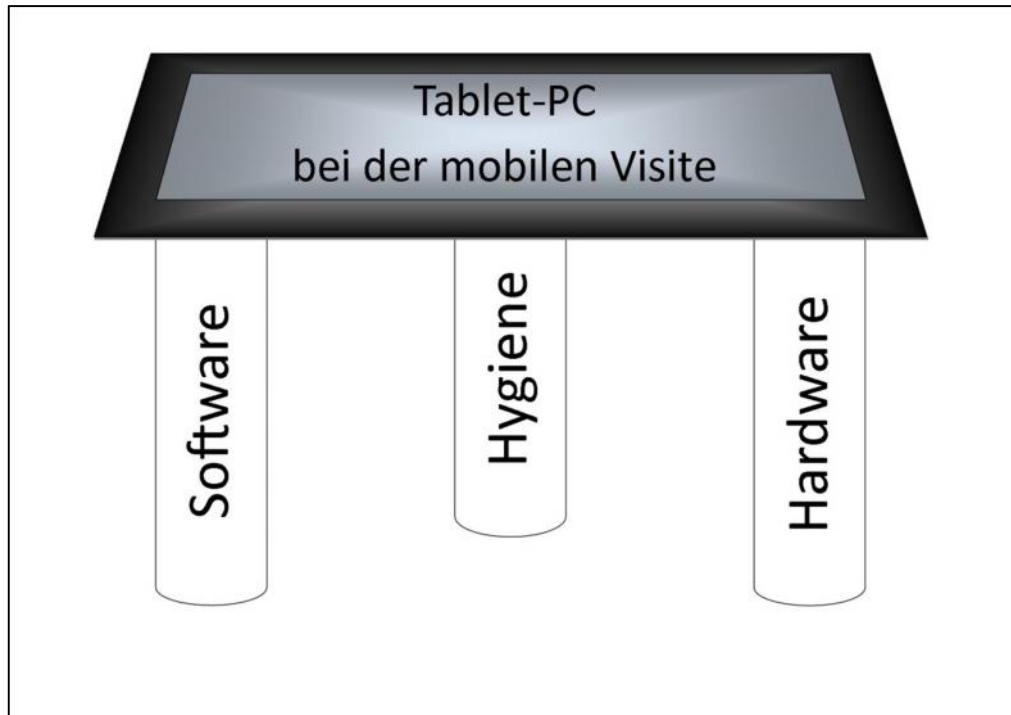 Tablet-PC
bei der mobilen Visite
Software
Hygiene
Hardware